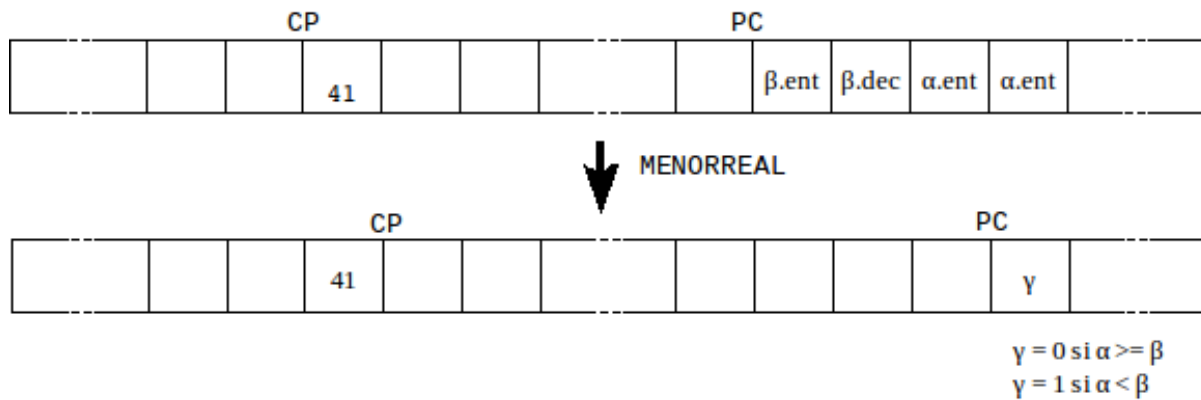 CP PC
41 β.ent β.dec α.ent α.ent
MENORREAL
CP PC
41 γ
γ = 0 si α >= β
γ = 1 si α < β